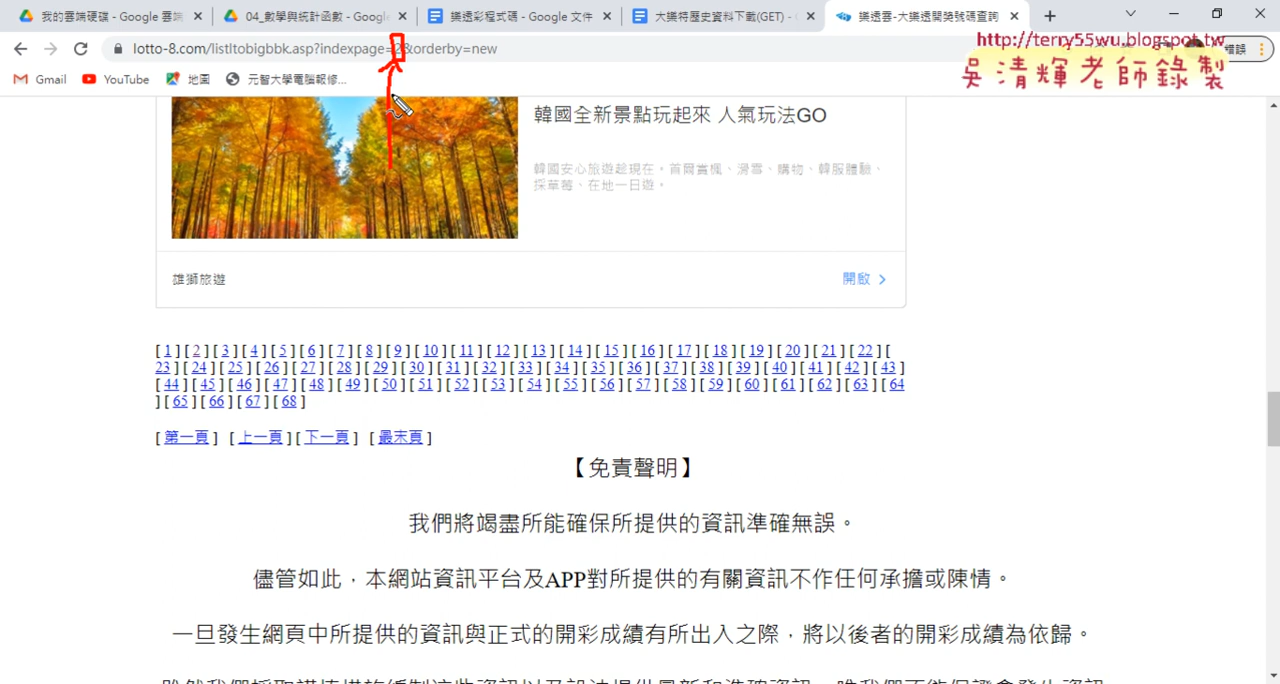 我的雲端硬碟 - Google 雲端
04_數學與統計函數 - Google
樂透彩程式碼 - Google 文件
大樂特歷史資料下載(GET) -
樂透雲-大樂透開獎號碼查詢
lotto-8.com/listltobigbbk.asp?indexpage=2&orderby=new
http://terry55wu.blogspot.tw
錯誤
吳清輝老師錄製
Gmail
YouTube
地圖
元智大學電腦報修...
韓國全新景點玩起來 人氣玩法GO
韓國安心旅遊趁現在。首爾賞楓、滑雪、購物、韓服體驗、
採草莓、在地一日遊。
雄獅旅遊
開啟
[ 1 ] [ 2 ] [ 3 ] [ 4 ] [ 5 ] [ 6 ] [ 7 ] [ 8 ] [ 9 ] [ 10 ] [ 11 ] [ 12 ] [ 13 ] [ 14 ] [ 15 ] [ 16 ] [ 17 ] [ 18 ] [ 19 ] [ 20 ] [ 21 ] [ 22 ] [
23 ] [ 24 ] [ 25 ] [ 26 ] [ 27 ] [ 28 ] [ 29 ] [ 30 ] [ 31 ] [ 32 ] [ 33 ] [ 34 ] [ 35 ] [ 36 ] [ 37 ] [ 38 ] [ 39 ] [ 40 ] [ 41 ] [ 42 ] [ 43 ]
[ 44 ] [ 45 ] [ 46 ] [ 47 ] [ 48 ] [ 49 ] [ 50 ] [ 51 ] [ 52 ] [ 53 ] [ 54 ] [ 55 ] [ 56 ] [ 57 ] [ 58 ] [ 59 ] [ 60 ] [ 61 ] [ 62 ] [ 63 ] [ 64
] [ 65 ] [ 66 ] [ 67 ] [ 68 ]
[ 第一頁 ] [ 上一頁 ] [ 下一頁 ] [ 最末頁 ]
【免責聲明】
我們將竭盡所能確保所提供的資訊準確無誤。
儘管如此，本網站資訊平台及APP對所提供的有關資訊不作任何承擔或陳情。
一旦發生網頁中所提供的資訊與正式的開彩成績有所出入之際，將以後者的開彩成績為依歸。